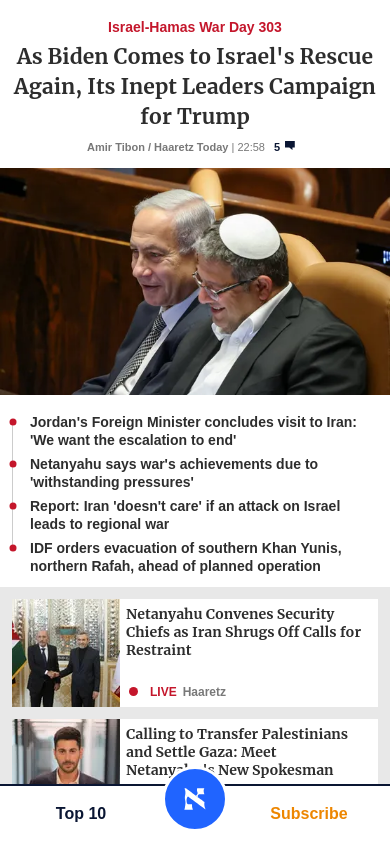 Israel-Hamas War Day 303
As Biden Comes to Israel's Rescue
Again, Its Inept Leaders Campaign
for Trump
Amir Tibon / Haaretz Today | 22:58 5
Jordan's Foreign Minister concludes visit to Iran:
'We want the escalation to end'
Netanyahu says war's achievements due to
'withstanding pressures'
Report: Iran 'doesn't care' if an attack on Israel
leads to regional war
IDF orders evacuation of southern Khan Yunis,
northern Rafah, ahead of planned operation
Netanyahu Convenes Security
Chiefs as Iran Shrugs Off Calls for
Restraint
LIVE Haaretz
Calling to Transfer Palestinians
and Settle Gaza: Meet
Netanyahu's New Spokesman
Top 10
Subscribe